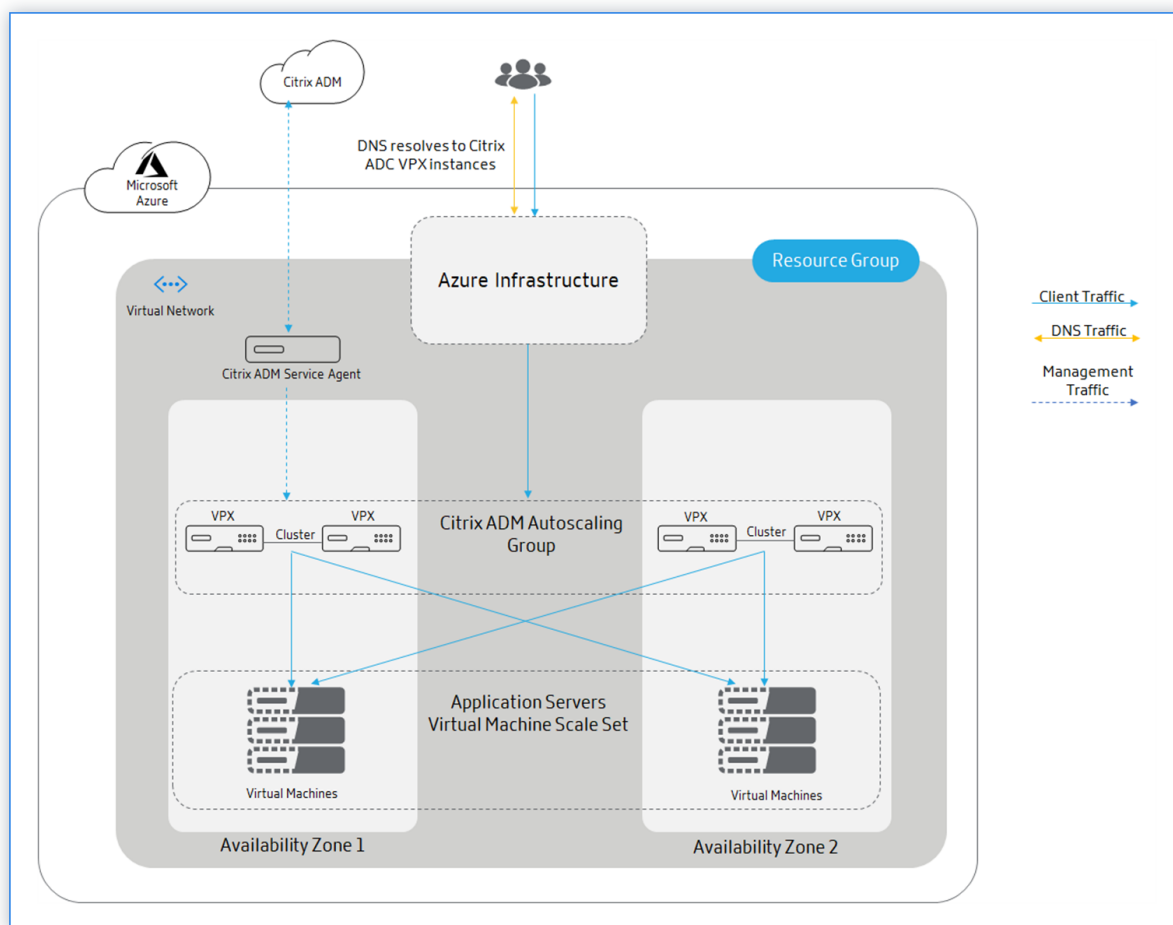 Citrix ADM
DNS resolves to Citrix
ADC VPX instances
Microsoft
Azure
Azure Infrastructure
Resource Group
Virtual Network
Client Traffic
DNS Traffic
Management
Traffic
Citrix ADM Service Agent
VPX
VPX
Cluster
Citrix ADM Autoscaling
Group
VPX
VPX
Cluster
Application Servers
Virtual Machine Scale Set
Virtual Machines
Virtual Machines
Availability Zone 1
Availability Zone 2